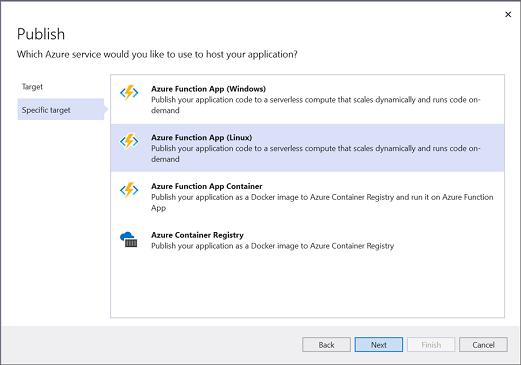 Publish
Which Azure service would you like to use to host your application?
Target
Specific target
Azure Function App (Windows)
Publish your application code to a serverless compute that scales dynamically and runs code on-
demand
Azure Function App (Linux)
Publish your application code to a serverless compute that scales dynamically and runs code on-
demand
Azure Function App Container
Publish your application as a Docker image to Azure Container Registry and run it on Azure Function
App
Azure Container Registry
Publish your application as a Docker image to Azure Container Registry
Back
Next
Finish
Cancel